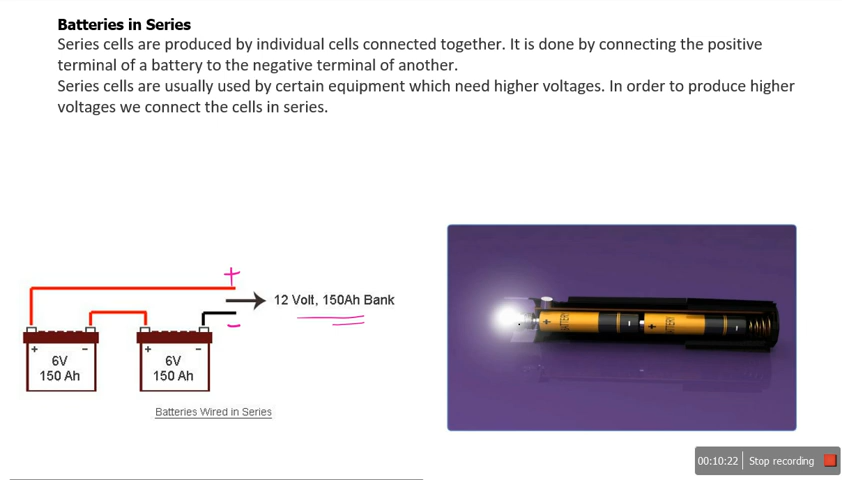 Batteries in Series
Series cells are produced by individual cells connected together. It is done by connecting the positive
terminal of a battery to the negative terminal of another.
Series cells are usually used by certain equipment which need higher voltages. In order to produce higher
voltages we connect the cells in series.
+
12 Volt, 150Ah Bank
-
+ -
6V
150 Ah
+ -
6V
150 Ah
Batteries Wired in Series
+ BATTERY - + BATTERY -
00:10:22 Stop recording